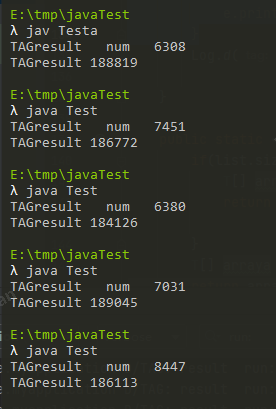 E:\tmp\javaTest
λ jav Testa
TAGresult   num   6308
TAGresult 188819
E:\tmp\javaTest
λ java Test
TAGresult   num   7451
TAGresult 186772
E:\tmp\javaTest
λ java Test
TAGresult   num   6380
TAGresult 184126
E:\tmp\javaTest
λ java Test
TAGresult   num   7031
TAGresult 189045
E:\tmp\javaTest
λ java Test
TAGresult   num   8447
TAGresult 186113